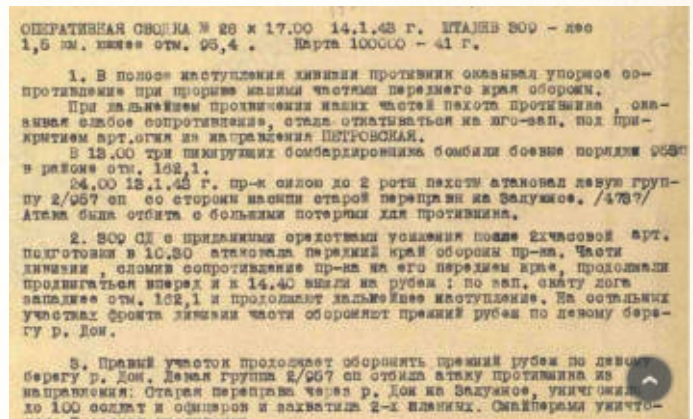 ОПЕРАТИВНАЯ СВОДКА № 28 к 17.00 14.1.43 г. ШТАДИВ 309 - лес
1,5 км. южнее отм. 95,4 . Карта 100000 - 41 г.
1. В полосе наступления дивизии противник оказывал упорное со-
противление при прорыве нашими частями переднего края обороны.
При дальнейшем продвижении наших частей пехота противника , ока-
зывая слабое сопротивление, стала откатываться на юго-зап. под при-
крытием арт.огня из направления ПЕТРОВСКАЯ.
В 13.00 три пикирующих бомбардировщика бомбили боевые порядки
в районе отм. 162,1.
24.00 13.1.43 г. пр-к силою до 2 роты пехоты атаковал левую груп-
пу 2/957 сп со стороны насыпи старой переправы на Залужное. /4737/
Атака была отбита с большими потерями для противника.
2. 309 СД с приданными средствами усиления после 2хчасовой арт.
подготовки в 10.30 атаковала передний край обороны пр-ка. Части
дивизии , сломив сопротивление пр-ка на его переднем крае, продолжали
продвигаться вперед и к 14.40 вышли на рубеж : по зап. скату лога
западнее отм. 162,1 и продолжают дальнейшее наступление. На остальных
участках фронта дивизии части обороняют прежний рубеж по левому бере-
гу р. Дон.
3. Правый участок продолжает оборонять прежний рубеж по левому
берегу р. Дон. Левая группа 2/957 сп отбила атаку противника из
направления: Старая переправа через р. Дон на Залужное, уничтожила
до 100 солдат и офицеров и захватила 2-х пленных. Снайперами уничто-